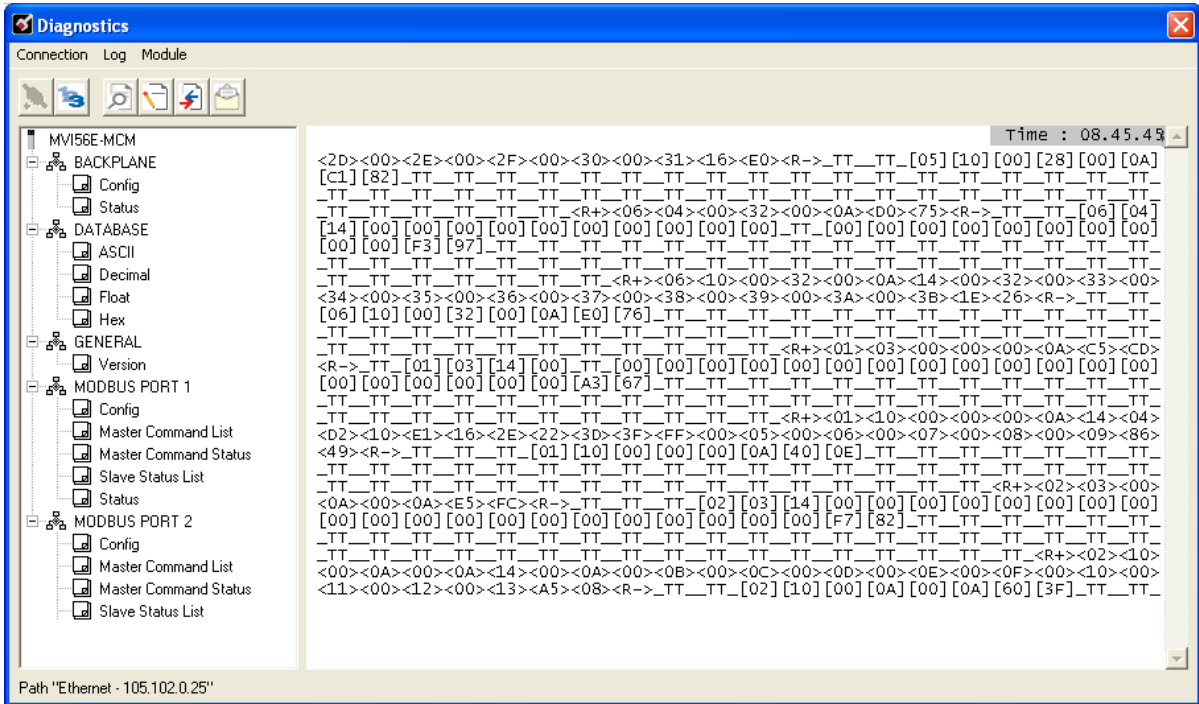 Diagnostics
Connection Log Module
MVI56E-MCM
BACKPLANE
Config
Status
DATABASE
ASCII
Decimal
Float
Hex
GENERAL
Version
MODBUS PORT 1
Config
Master Command List
Master Command Status
Slave Status List
Status
MODBUS PORT 2
Config
Master Command List
Master Command Status
Slave Status List
Time : 08.45.45
<2D><00><2E><00><2F><00><30><00><31><16><E0><R->_TT__TT_[05][10][00][28][00][0A]
[C1][82]_TT__TT__TT__TT__TT__TT__TT__TT__TT__TT__TT__TT__TT__TT__TT__TT_
_TT__TT__TT__TT__TT__TT__TT__TT__TT__TT__TT__TT__TT__TT__TT__TT__TT__TT_
_TT__TT__TT__TT__TT__TT_<R+><06><04><00><32><00><0A><D0><75><R->_TT__TT_[06][04]
[14][00][00][00][00][00][00][00][00][00][00]_TT_[00][00][00][00][00][00][00][00]
[00][00][F3][97]_TT__TT__TT__TT__TT__TT__TT__TT__TT__TT__TT__TT__TT__TT_
_TT__TT__TT__TT__TT__TT__TT__TT__TT__TT__TT__TT__TT__TT__TT__TT__TT__TT_
_TT__TT__TT__TT__TT__TT__TT_<R+><06><10><00><32><00><0A><14><00><32><00><33><00>
<34><00><35><00><36><00><37><00><38><00><39><00><3A><00><3B><1E><26><R->_TT__TT_
[06][10][00][32][00][0A][E0][76]_TT__TT__TT__TT__TT__TT__TT__TT__TT__TT__TT__TT_
_TT__TT__TT__TT__TT__TT__TT__TT__TT__TT__TT__TT__TT__TT__TT__TT__TT__TT_
_TT__TT__TT__TT__TT__TT__TT__TT__TT__TT__TT_<R+><01><03><00><00><00><0A><C5><CD>
<R->_TT_[01][03][14][00]_TT_[00][00][00][00][00][00][00][00][00][00][00][00][00]
[00][00][00][00][00][00][A3][67]_TT__TT__TT__TT__TT__TT__TT__TT__TT__TT__TT__TT_
_TT__TT__TT__TT__TT__TT__TT__TT__TT__TT__TT__TT__TT__TT__TT__TT__TT__TT_
_TT__TT__TT__TT__TT__TT__TT__TT__TT__TT__TT_<R+><01><10><00><00><00><0A><14><04>
<D2><10><E1><16><2E><22><3D><3F><FF><00><05><00><06><00><07><00><08><00><09><86>
<49><R->_TT__TT__TT_[01][10][00][00][00][0A][40][0E]_TT__TT__TT__TT__TT__TT__TT_
_TT__TT__TT__TT__TT__TT__TT__TT__TT__TT__TT__TT__TT__TT__TT__TT__TT__TT_
_TT__TT__TT__TT__TT__TT__TT__TT__TT__TT__TT__TT__TT__TT__TT__TT_<R+><02><03><00>
<0A><00><0A><E5><FC><R->_TT__TT__TT_[02][03][14][00][00][00][00][00][00][00][00]
[00][00][00][00][00][00][00][00][00][00][00][00][F7][82]_TT__TT__TT__TT__TT__TT_
_TT__TT__TT__TT__TT__TT__TT__TT__TT__TT__TT__TT__TT__TT__TT__TT__TT__TT_
_TT__TT__TT__TT__TT__TT__TT__TT__TT__TT__TT__TT__TT__TT__TT__TT__TT_<R+><02><10>
<00><0A><00><0A><14><00><0A><00><0B><00><0C><00><0D><00><0E><00><0F><00><10><00>
<11><00><12><00><13><A5><08><R->_TT__TT_[02][10][00][0A][00][0A][60][3F]_TT__TT_
Path "Ethernet - 105.102.0.25"